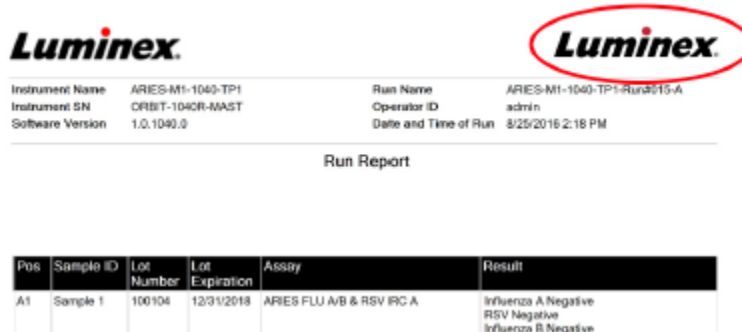 Luminex
Luminex
Instrument Name ARIES-M1-1040-TP1 Run Name ARIES-M1-1040-TP1-Run#015-A
Instrument SN ORBIT-1040R-MAST Operator ID admin
Software Version 1.0.1040.0 Date and Time of Run 8/25/2016 2:18 PM
Run Report
Pos Sample ID Lot Number Lot Expiration Assay Result
A1 Sample 1 100104 12/31/2018 ARIES FLU A/B & RSV IRC A Influenza A Negative
RSV Negative
Influenza B Negative